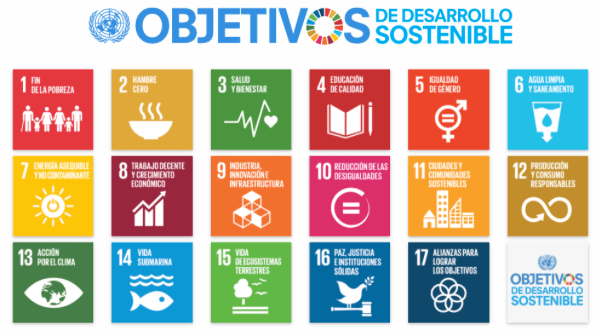 OBJETIVOS
DE DESARROLLO
SOSTENIBLE
1 FIN
DE LA POBREZA
2 HAMBRE
CERO
3 SALUD
Y BIENESTAR
4 EDUCACIÓN
DE CALIDAD
5 IGUALDAD
DE GÉNERO
6 AGUA LIMPIA
Y SANEAMIENTO
7 ENERGÍA ASEQUIBLE
Y NO CONTAMINANTE
8 TRABAJO DECENTE
Y CRECIMIENTO
ECONÓMICO
9 INDUSTRIA,
INNOVACIÓN E
INFRAESTRUCTURA
10 REDUCCIÓN DE LAS
DESIGUALDADES
11 CIUDADES Y
COMUNIDADES
SOSTENIBLES
12 PRODUCCIÓN
Y CONSUMO
RESPONSABLES
13 ACCIÓN
POR EL CLIMA
14 VIDA
SUBMARINA
15 VIDA
DE ECOSISTEMAS
TERRESTRES
16 PAZ, JUSTICIA
E INSTITUCIONES
SÓLIDAS
17 ALIANZAS PARA
LOGRAR
LOS OBJETIVOS
OBJETIVOS
DE DESARROLLO
SOSTENIBLE